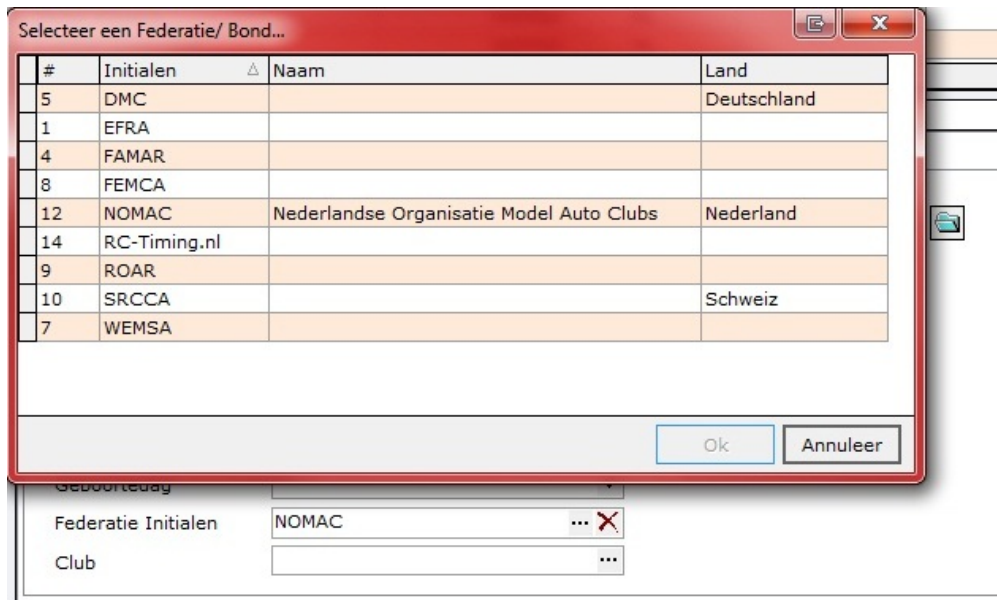 Selecteer een Federatie/ Bond...
# Initialen Naam Land
5 DMC Deutschland
1 EFRA
4 FAMAR
8 FEMCA
12 NOMAC Nederlandse Organisatie Model Auto Clubs Nederland
14 RC-Timing.nl
9 ROAR
10 SRCCA Schweiz
7 WEMSA
Ok Annuleer
Geboortedag
Federatie Initialen NOMAC ...
Club ...